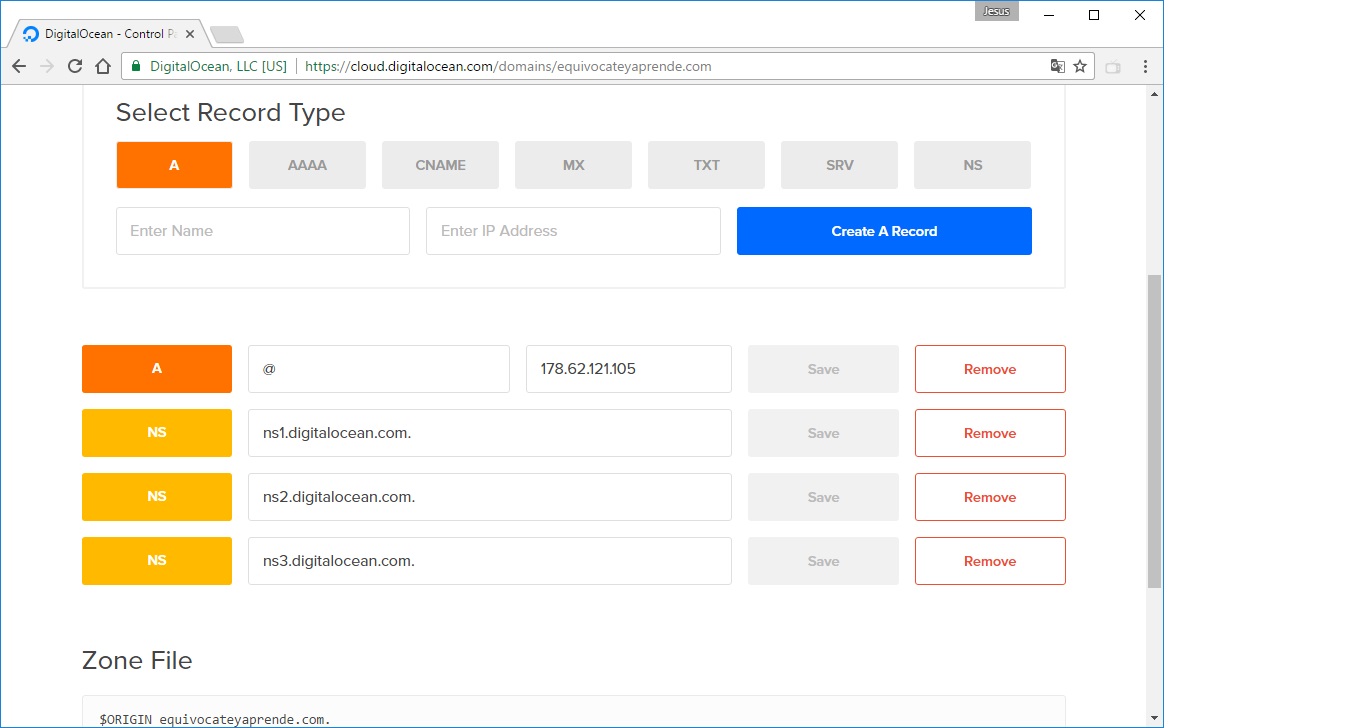 Jesus
DigitalOcean - Control Pa
DigitalOcean, LLC [US] https://cloud.digitalocean.com/domains/equivocateyaprende.com
Select Record Type
A AAAA CNAME MX TXT SRV NS
Enter Name Enter IP Address Create A Record
A @ 178.62.121.105 Save Remove
NS ns1.digitalocean.com. Save Remove
NS ns2.digitalocean.com. Save Remove
NS ns3.digitalocean.com. Save Remove
Zone File
$ORIGIN equivocateyaprende.com.